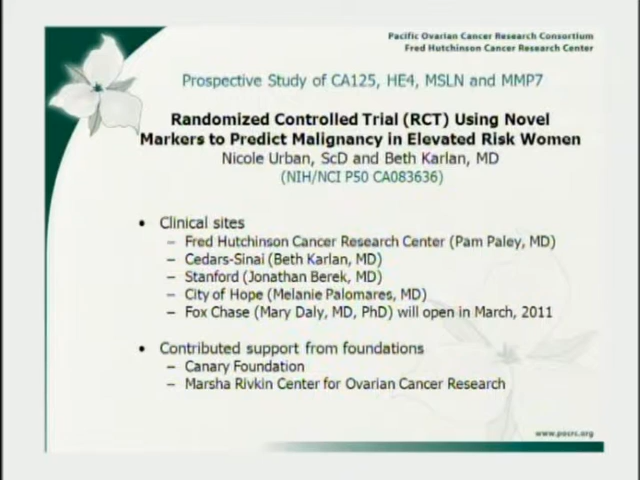 Pacific Ovarian Cancer Research Consortium
Fred Hutchinson Cancer Research Center
Prospective Study of CA125, HE4, MSLN and MMP7
Randomized Controlled Trial (RCT) Using Novel
Markers to Predict Malignancy in Elevated Risk Women
Nicole Urban, ScD and Beth Karlan, MD
(NIH/NCI P50 CA083636)
• Clinical sites
– Fred Hutchinson Cancer Research Center (Pam Paley, MD)
– Cedars-Sinai (Beth Karlan, MD)
– Stanford (Jonathan Berek, MD)
– City of Hope (Melanie Palomares, MD)
– Fox Chase (Mary Daly, MD, PhD) will open in March, 2011
• Contributed support from foundations
– Canary Foundation
– Marsha Rivkin Center for Ovarian Cancer Research
www.pocrc.org